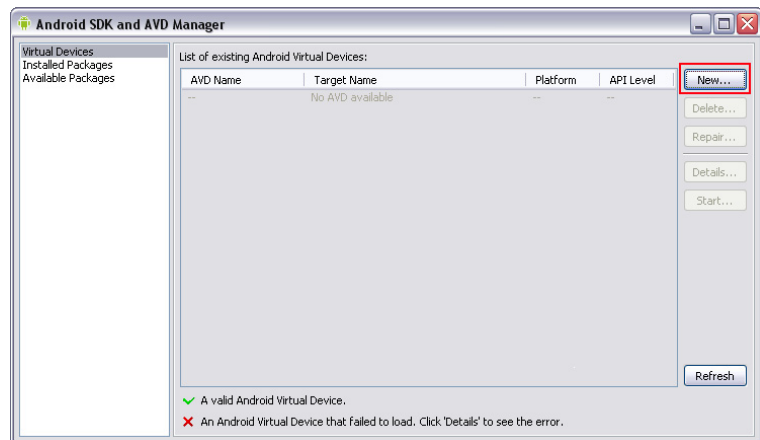 Android SDK and AVD Manager
Virtual Devices
Installed Packages
Available Packages
List of existing Android Virtual Devices:
AVD Name Target Name Platform API Level
-- No AVD available -- --
New...
Delete...
Repair...
Details...
Start...
Refresh
A valid Android Virtual Device.
An Android Virtual Device that failed to load. Click 'Details' to see the error.